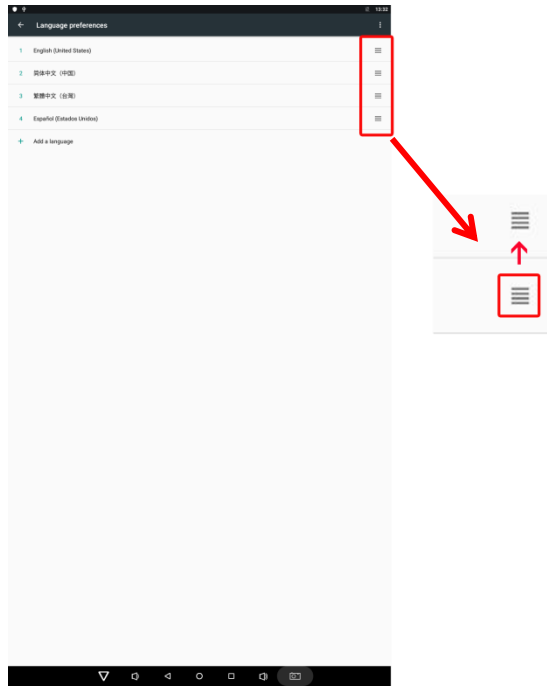 13:32
Language preferences
1 English (United States)
2 简体中文 (中国)
3 繁體中文 (台灣)
4 Español (Estados Unidos)
+ Add a language